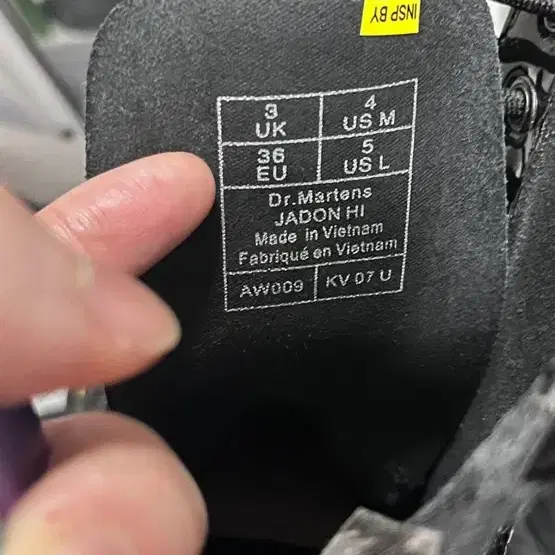 INSP BY
3 UK
4 US M
36 EU
5 US L
Dr.Martens
JADON HI
Made in Vietnam
Fabriqué en Vietnam
AW009
KV 07 U